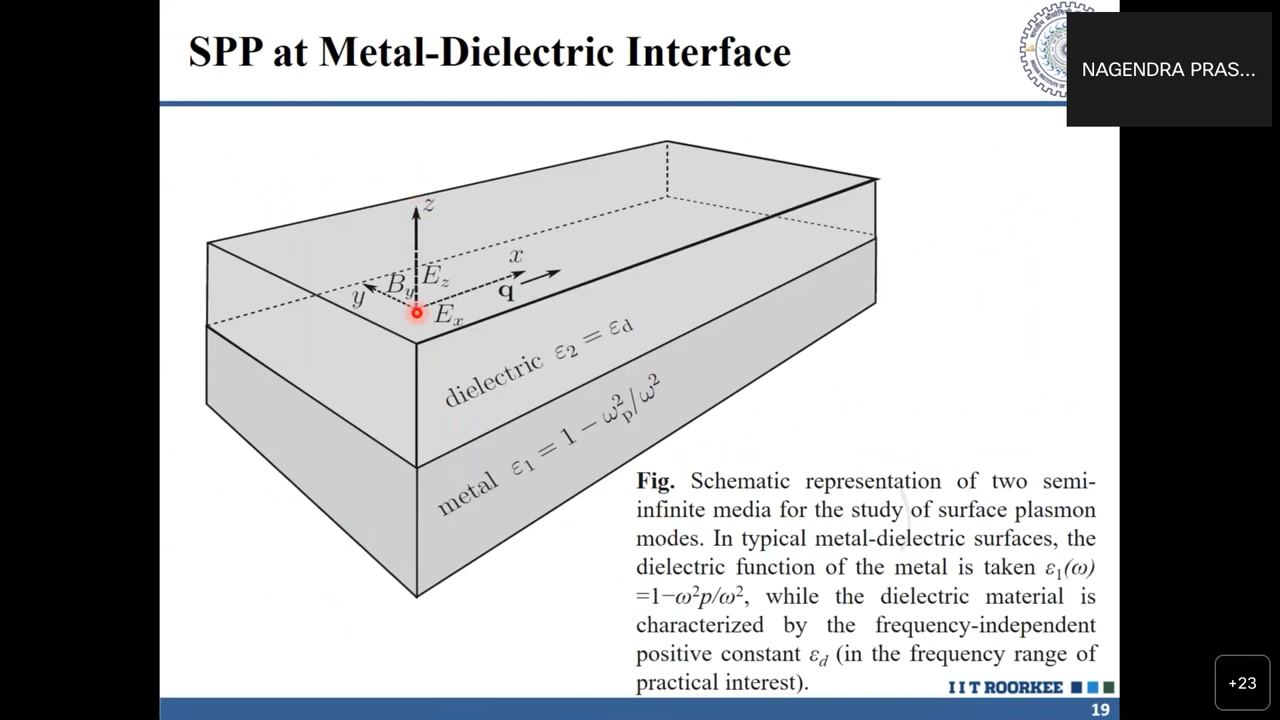 SPP at Metal-Dielectric Interface
NAGENDRA PRAS...
z
x
E_z
B_y
y
q
E_x
dielectric ε₂ = ε_d
metal ε₁ = 1 − ω_p²/ω²
Fig. Schematic representation of two semi-
infinite media for the study of surface plasmon
modes. In typical metal-dielectric surfaces, the
dielectric function of the metal is taken ε₁(ω)
=1−ω²p/ω², while the dielectric material is
characterized by the frequency-independent
positive constant ε_d (in the frequency range of
practical interest).
I I T ROORKEE
19
+23